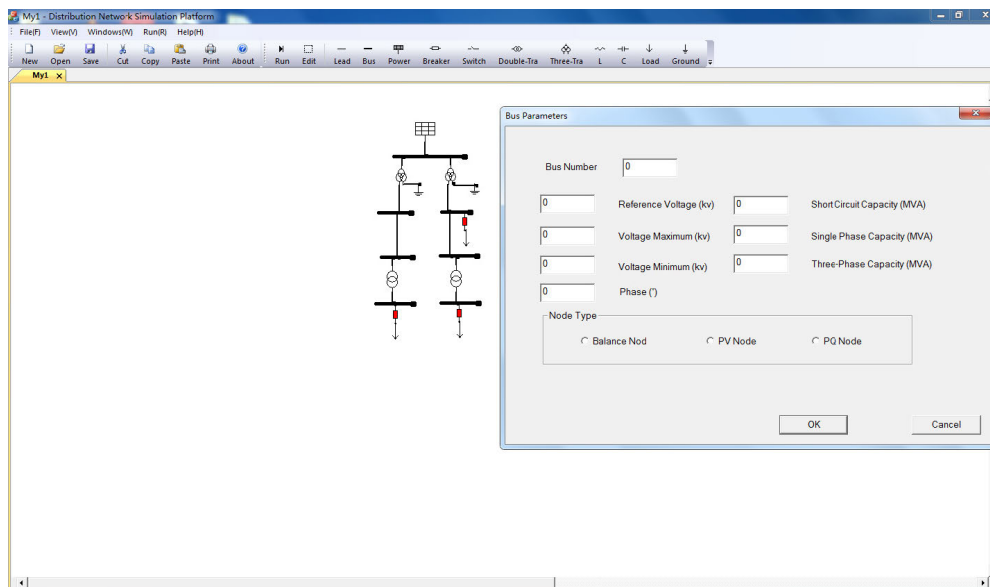 My1 - Distribution Network Simulation Platform
File(F) View(V) Windows(W) Run(R) Help(H)
New Open Save Cut Copy Paste Print About Run Edit Lead Bus Power Breaker Switch Double-Tra Three-Tra L C Load Ground
My1 x
Bus Parameters
Bus Number 0
0 Reference Voltage (kv) 0 Short Circuit Capacity (MVA)
0 Voltage Maximum (kv) 0 Single Phase Capacity (MVA)
0 Voltage Minimum (kv) 0 Three-Phase Capacity (MVA)
0 Phase (°)
Node Type
Balance Nod PV Node PQ Node
OK Cancel